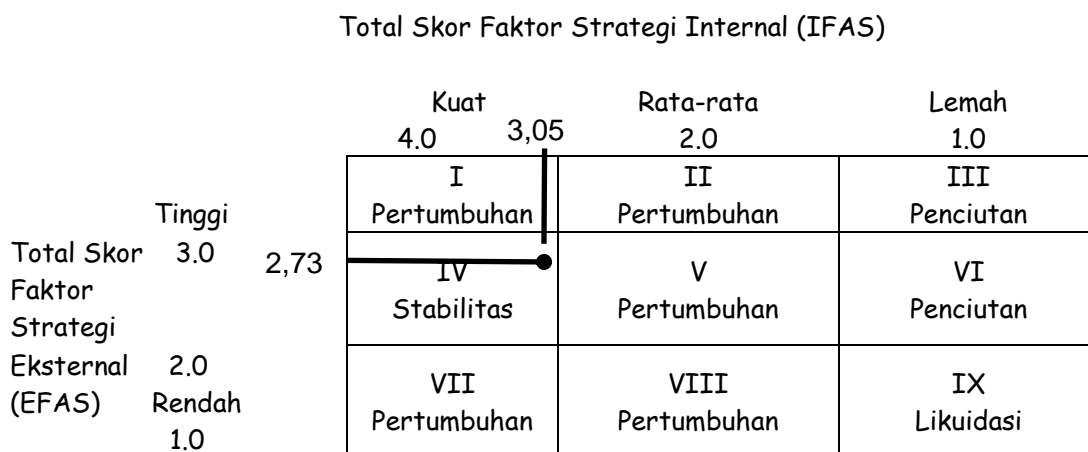 Total Skor Faktor Strategi Internal (IFAS)
Kuat Rata-rata Lemah
4.0 3,05 2.0 1.0
I II III
Tinggi Pertumbuhan Pertumbuhan Penciutan
Total Skor 3.0 2,73 IV V VI
Faktor
Strategi Stabilitas Pertumbuhan Penciutan
Eksternal 2.0 VII VIII IX
(EFAS) Rendah Pertumbuhan Pertumbuhan Likuidasi
1.0